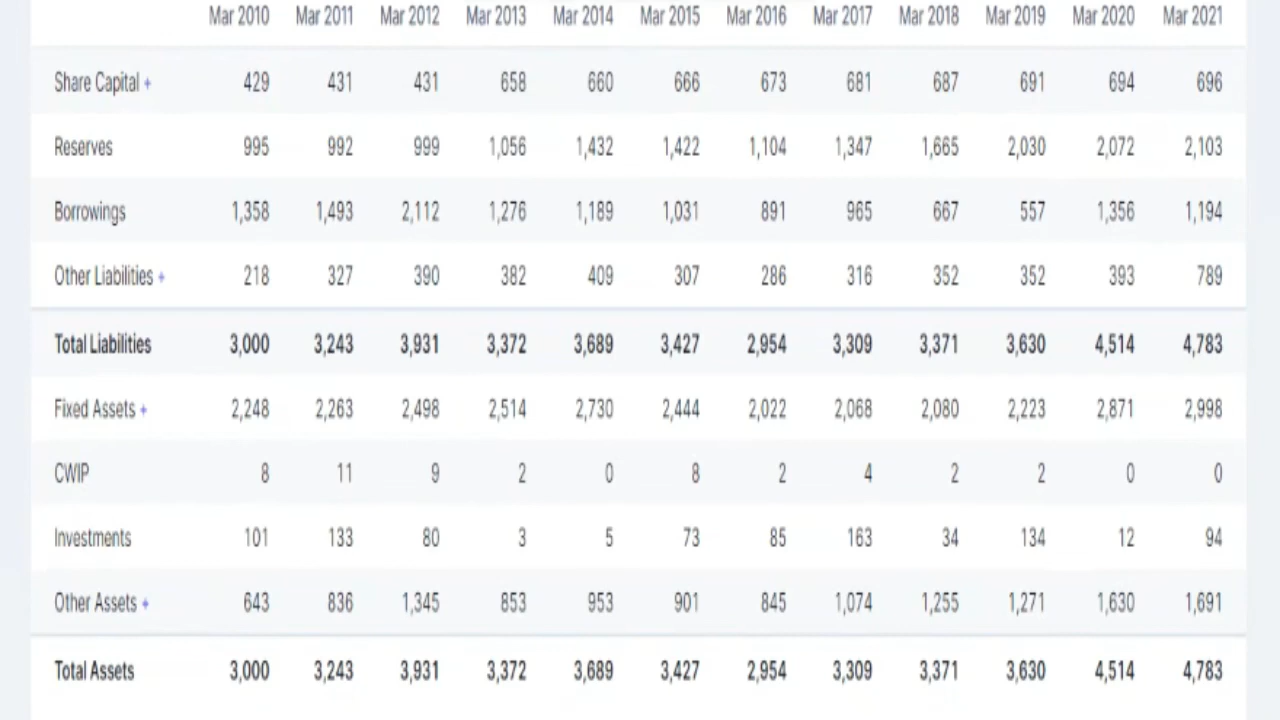 Mar 2010 Mar 2011 Mar 2012 Mar 2013 Mar 2014 Mar 2015 Mar 2016 Mar 2017 Mar 2018 Mar 2019 Mar 2020 Mar 2021
Share Capital + 429 431 431 658 660 666 673 681 687 691 694 696
Reserves 995 992 999 1,056 1,432 1,422 1,104 1,347 1,665 2,030 2,072 2,103
Borrowings 1,358 1,493 2,112 1,276 1,189 1,031 891 965 667 557 1,356 1,194
Other Liabilities + 218 327 390 382 409 307 286 316 352 352 393 789
Total Liabilities 3,000 3,243 3,931 3,372 3,689 3,427 2,954 3,309 3,371 3,630 4,514 4,783
Fixed Assets + 2,248 2,263 2,498 2,514 2,730 2,444 2,022 2,068 2,080 2,223 2,871 2,998
CWIP 8 11 9 2 0 8 2 4 2 2 0 0
Investments 101 133 80 3 5 73 85 163 34 134 12 94
Other Assets + 643 836 1,345 853 953 901 845 1,074 1,255 1,271 1,630 1,691
Total Assets 3,000 3,243 3,931 3,372 3,689 3,427 2,954 3,309 3,371 3,630 4,514 4,783